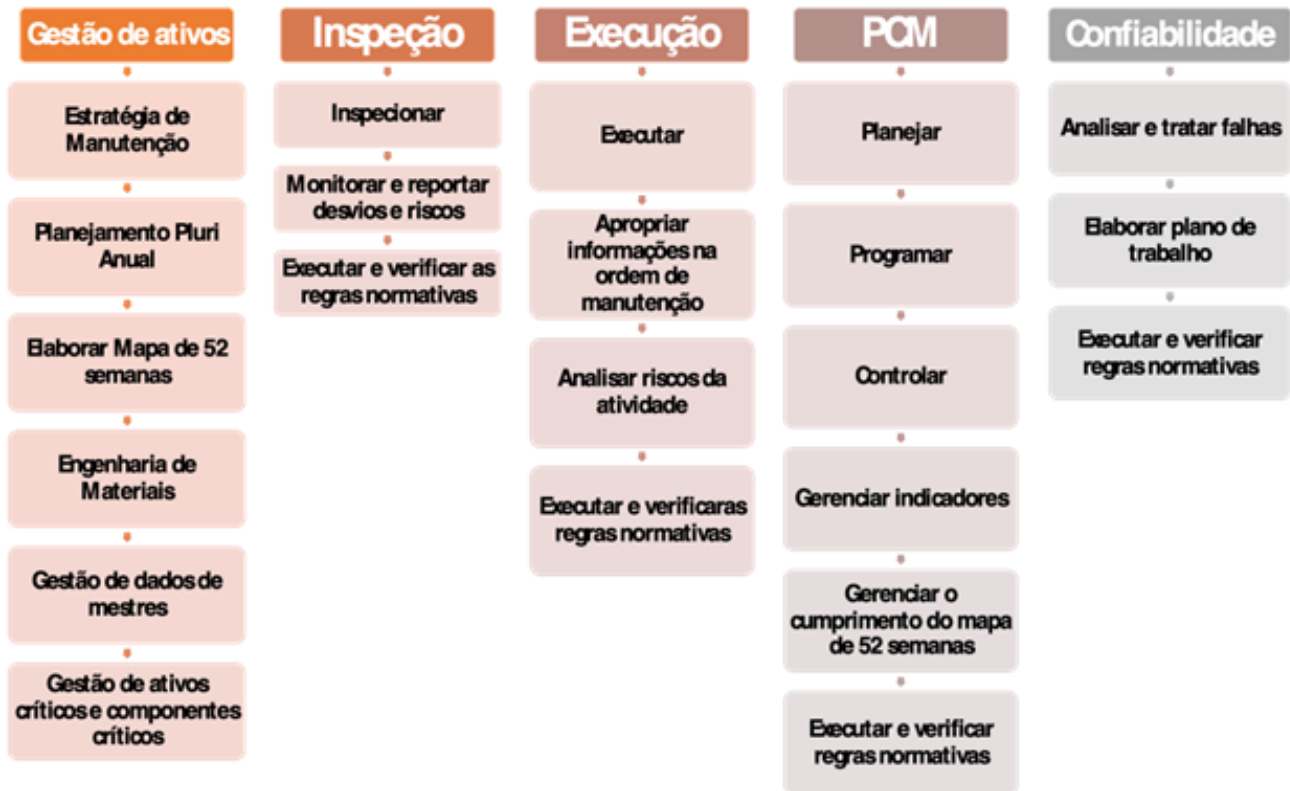 Gestão de ativos
Estratégia de
Manutenção
Planejamento Pluri
Anual
Elaborar Mapa de 52
semanas
Engenharia de
Materiais
Gestão de dados de
mestres
Gestão de ativos
críticos e componentes
críticos
Inspeção
Inspecionar
Monitorar e reportar
desvios e riscos
Executar e verificar as
regras normativas
Execução
Executar
Apropriar
informações na
ordem de
manutenção
Analisar riscos da
atividade
Executar e verificaras
regras normativas
PCM
Planejar
Programar
Controlar
Gerenciar indicadores
Gerenciar o
cumprimento do mapa
de 52 semanas
Executar e verificar
regras normativas
Confiabilidade
Analisar e tratar falhas
Elaborar plano de
trabalho
Executar e verificar
regras normativas